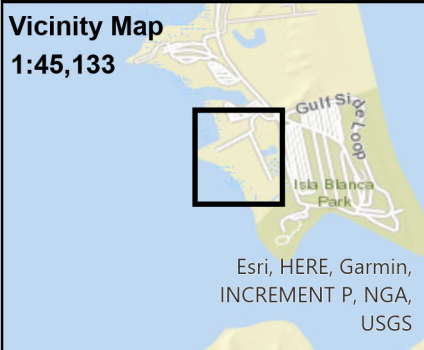 Vicinity Map
1:45,133
Gulf Side Loop
Isla Blanca
Park
Esri, HERE, Garmin,
INCREMENT P, NGA,
USGS